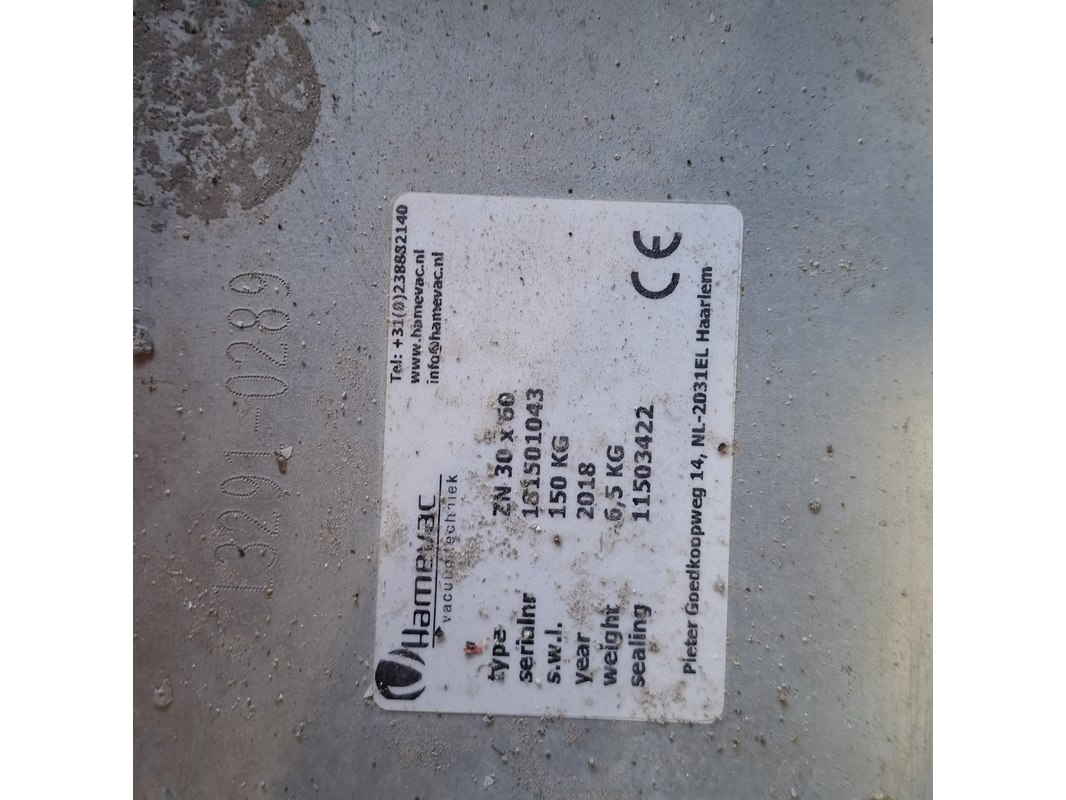 13291-0289
Hamevac
vacuumtechniek
Tel: +31(0)238882140
www.hamevac.nl
info@hamevac.nl
type ZN 30 x 60
serialnr 181501043
s.w.l. 150 KG
year 2018
weight 6,5 KG
sealing 11503422
CE
Pieter Goedkoopweg 14, NL-2031EL Haarlem